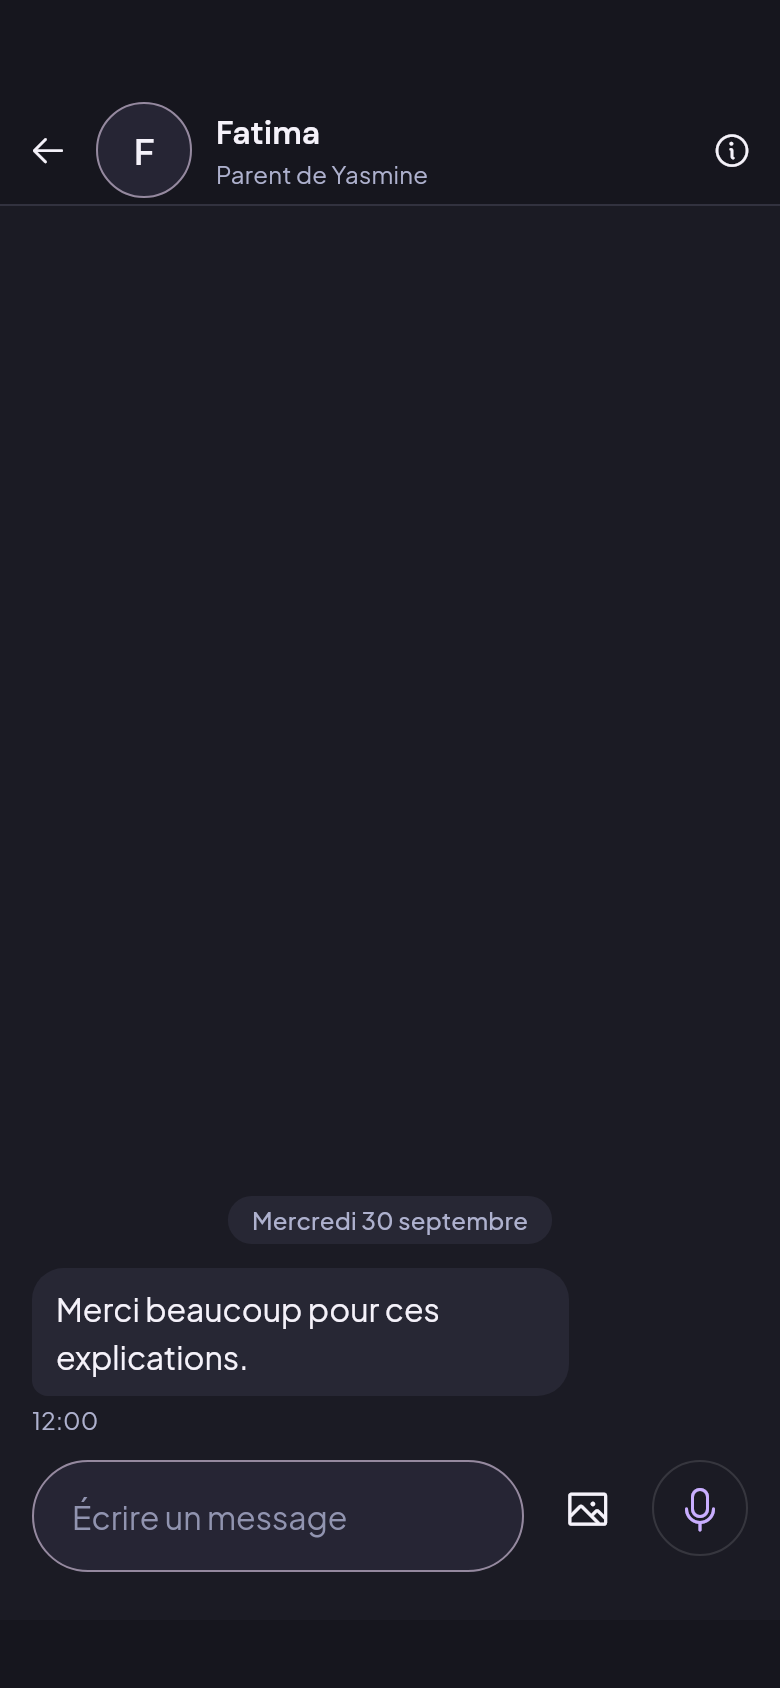 F
Fatima
Parent de Yasmine
Mercredi 30 septembre
Merci beaucoup pour ces
explications.
12:00
Écrire un message